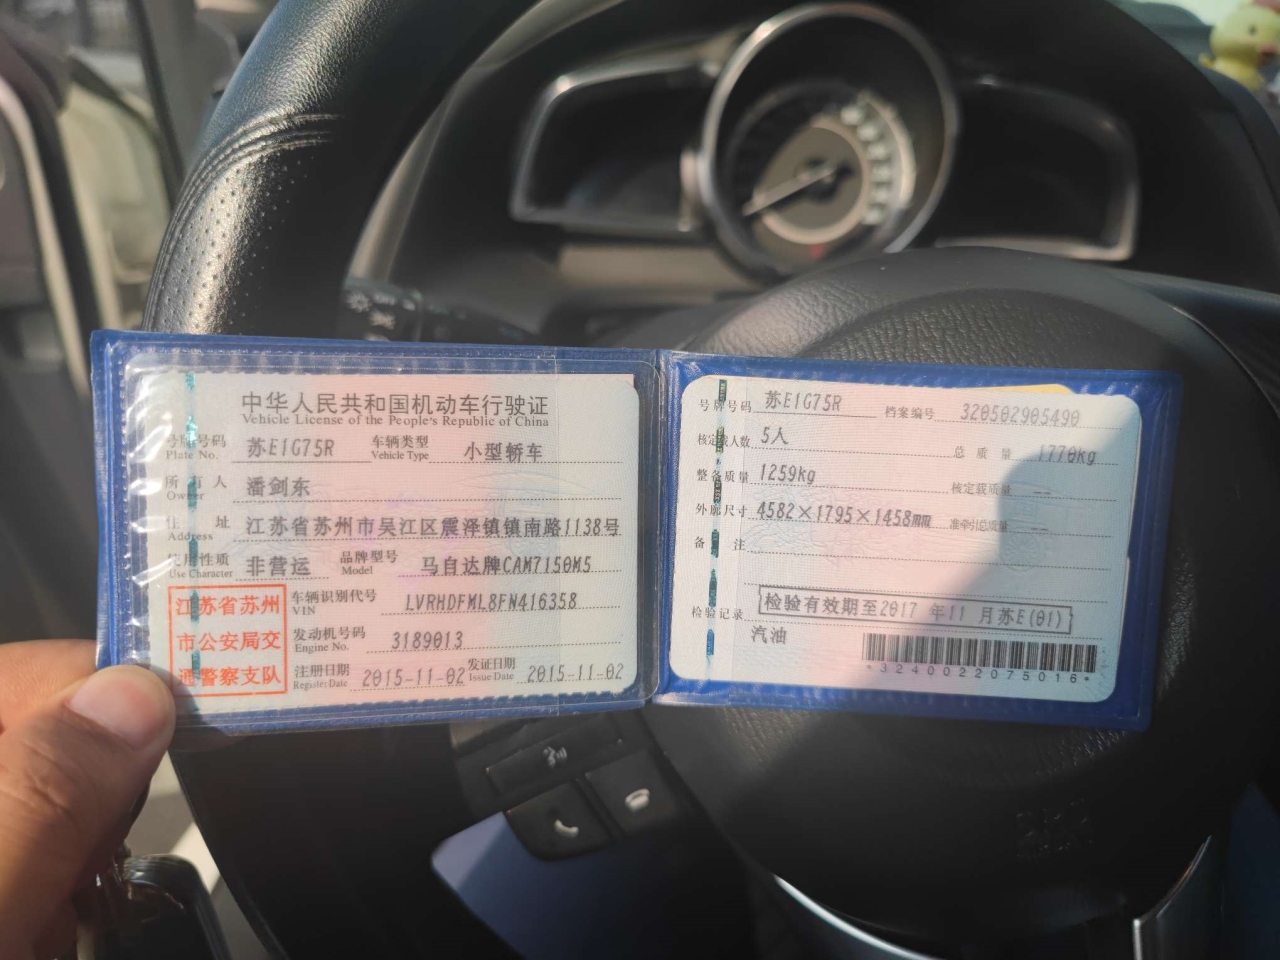 中华人民共和国机动车行驶证
Vehicle License of the People's Republic of China
号牌号码 苏E1G75R 车辆类型 小型轿车
Plate No. Vehicle Type
所有人 潘剑东
Owner
住址 江苏省苏州市吴江区震泽镇镇南路1138号
Address
使用性质 非营运 品牌型号 马自达牌CAM7150M5
Use Character Model
江苏省苏州
市公安局交
通警察支队
车辆识别代号 LVRHDFML8FN416358
VIN
发动机号码 3189013
Engine No.
注册日期 2015-11-02 发证日期 2015-11-02
Register Date Issue Date
号牌号码 苏E1G75R 档案编号 320502905490
核定载人数 5人 总质量 1770kg
整备质量 1259kg 核定载质量 --
外廓尺寸 4582×1795×1458mm 准牵引总质量 --
备注
检验记录 检验有效期至2017年11月苏E(01)
汽油
*3240022075016*